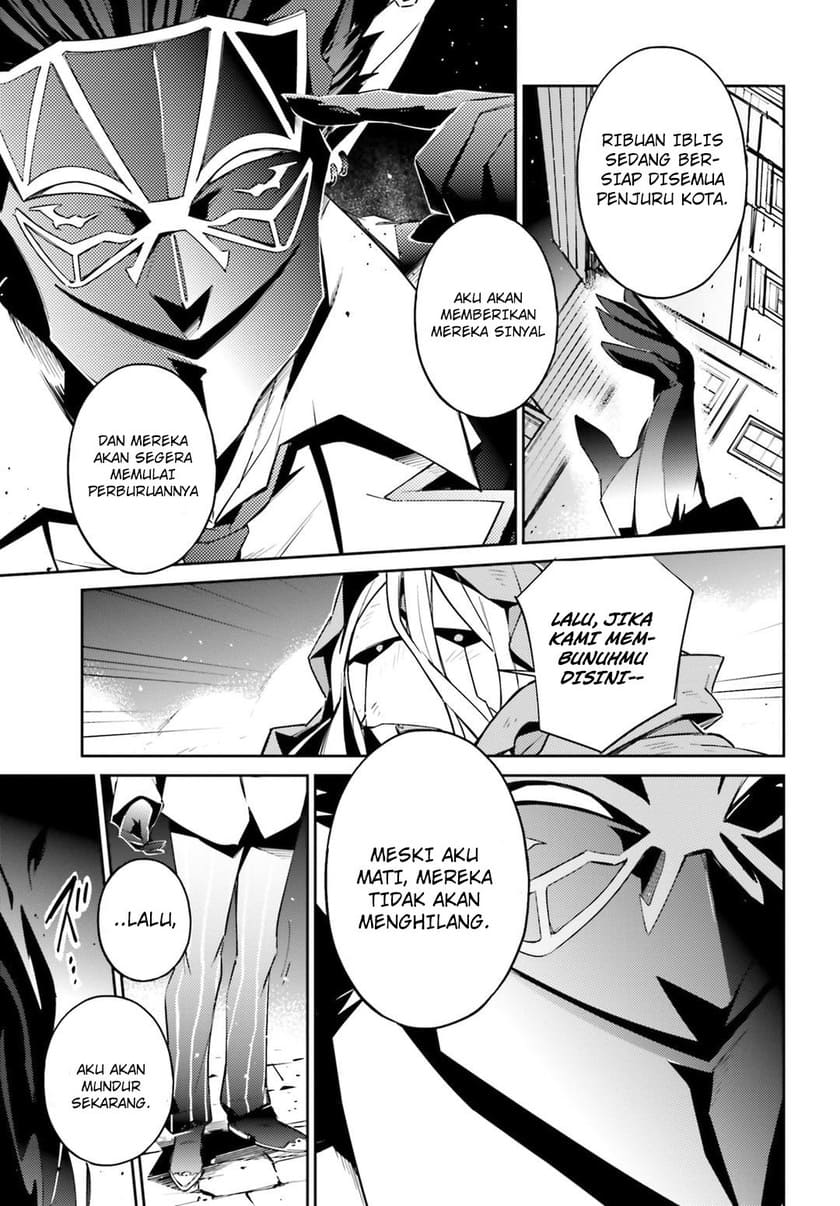 RIBUAN IBLIS
SEDANG BER-
SIAP DISEMUA
PENJURU KOTA.
AKU AKAN
MEMBERIKAN
MEREKA SINYAL
DAN MEREKA
AKAN SEGERA
MEMULAI
PERBURUANNYA
LALU, JIKA
KAMI MEM-
BUNUHMU
DISINI--
MESKI AKU
MATI, MEREKA
TIDAK AKAN
MENGHILANG.
..LALU,
AKU AKAN
MUNDUR
SEKARANG.